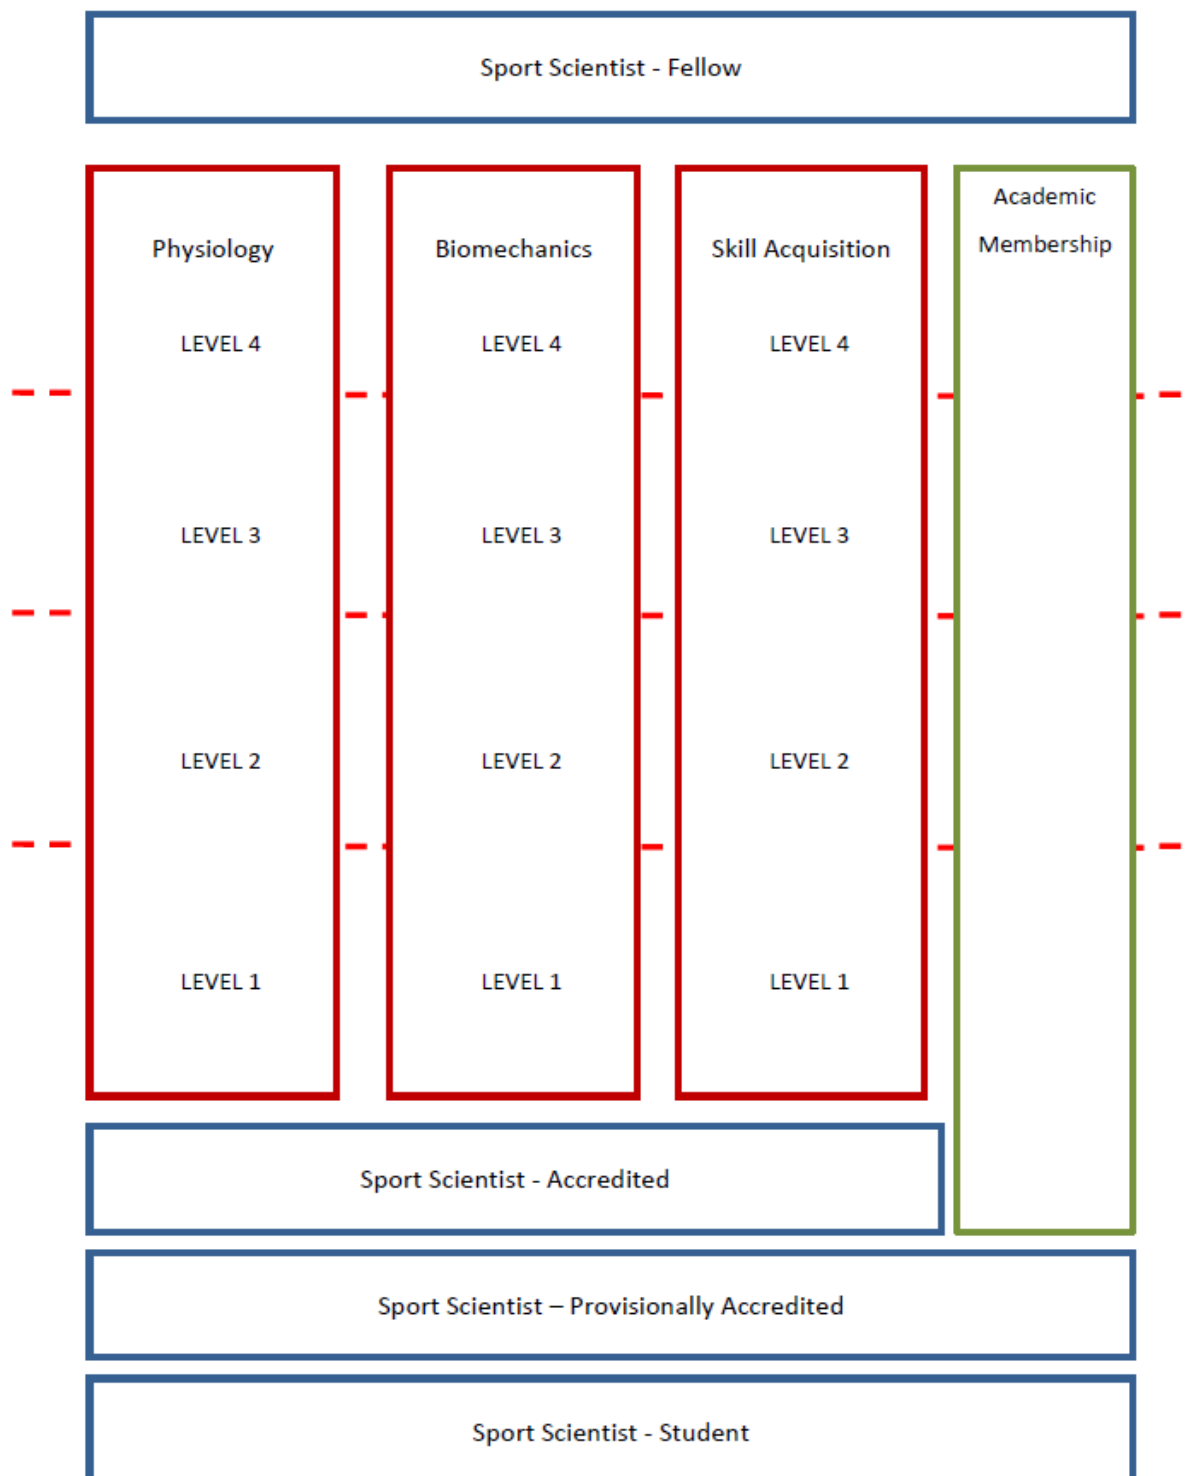 Sport Scientist - Fellow
Physiology
LEVEL 4
LEVEL 3
LEVEL 2
LEVEL 1
Biomechanics
LEVEL 4
LEVEL 3
LEVEL 2
LEVEL 1
Skill Acquisition
LEVEL 4
LEVEL 3
LEVEL 2
LEVEL 1
Academic
Membership
Sport Scientist - Accredited
Sport Scientist – Provisionally Accredited
Sport Scientist - Student